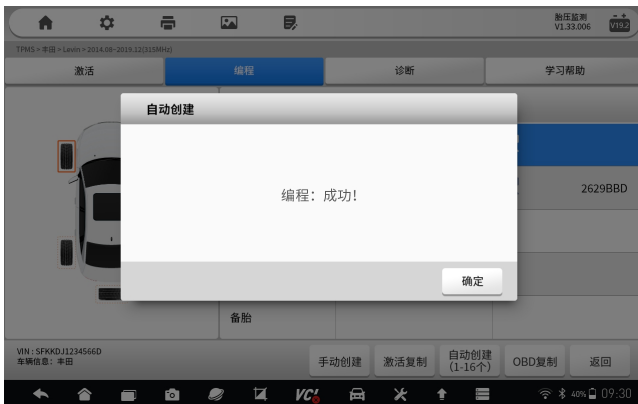 胎压监测
V1.33.006
V19.2
TPMS > 丰田 > Levin > 2014.08-2019.12(315MHz)
激活
编程
诊断
学习帮助
自动创建
编程：成功!
2629BBD
确定
备胎
VIN : SFKKDJ1234566D
车辆信息：丰田
手动创建
激活复制
自动创建
(1-16个)
OBD复制
返回
VCI
40%
09:30